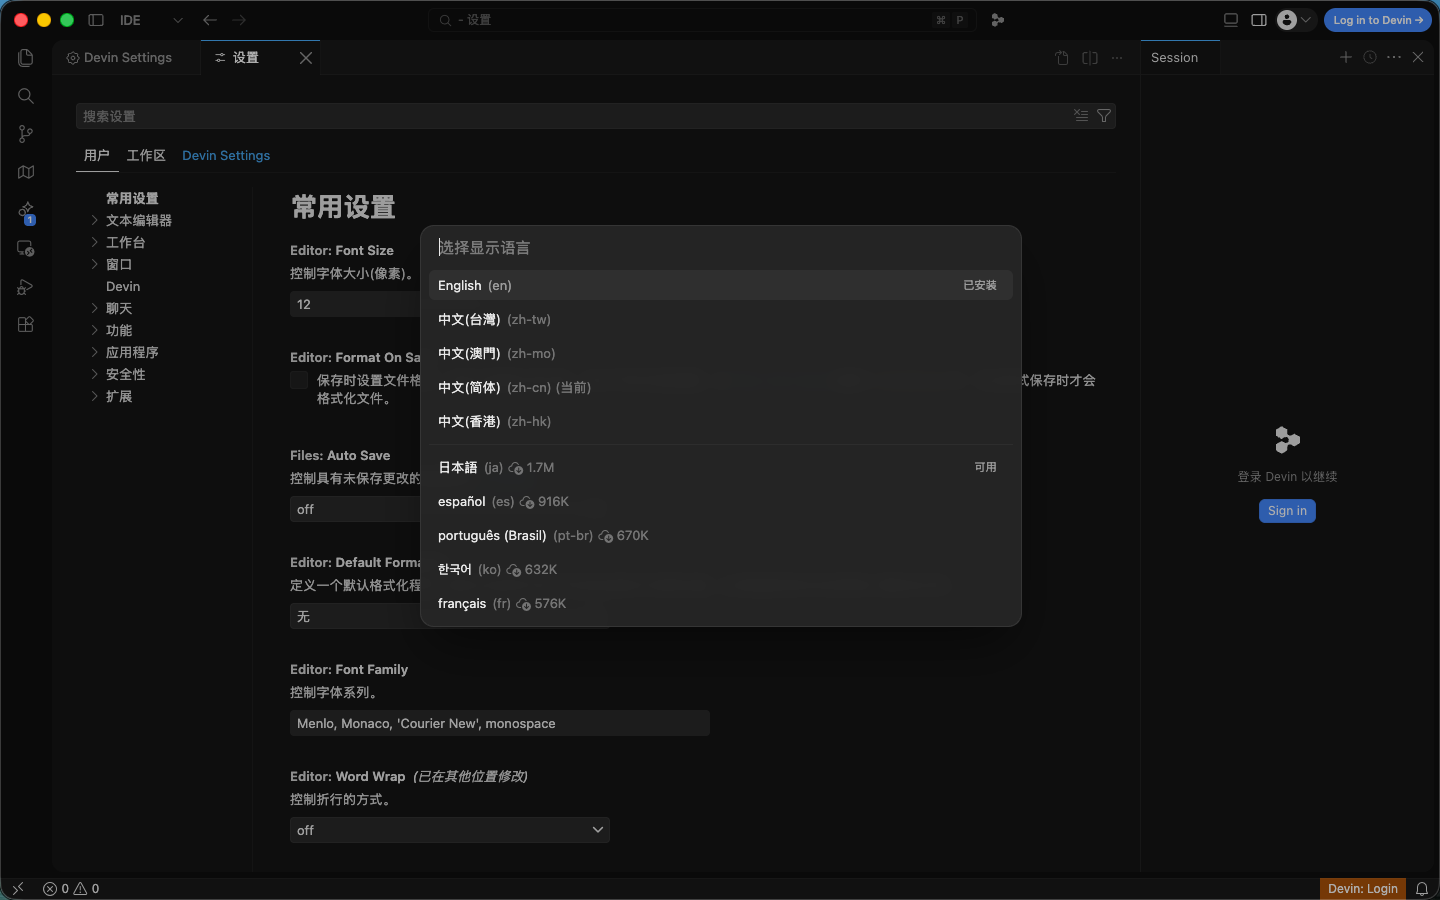 IDE
- 设置
⌘ P
Log in to Devin →
Devin Settings
设置
Session
搜索设置
用户
工作区
Devin Settings
常用设置
文本编辑器
工作台
窗口
Devin
聊天
功能
应用程序
安全性
扩展
1
常用设置
Editor: Font Size
控制字体大小(像素)。
12
Editor: Format On Sa
保存时设置文件格
式保存时才会
格式化文件。
Files: Auto Save
控制具有未保存更改的
off
Editor: Default Forma
定义一个默认格式化程
无
Editor: Font Family
控制字体系列。
Menlo, Monaco, 'Courier New', monospace
Editor: Word Wrap (已在其他位置修改)
控制折行的方式。
off
选择显示语言
English (en)
已安装
中文(台灣) (zh-tw)
中文(澳門) (zh-mo)
中文(简体) (zh-cn) (当前)
中文(香港) (zh-hk)
日本語 (ja) 1.7M
可用
español (es) 916K
português (Brasil) (pt-br) 670K
한국어 (ko) 632K
français (fr) 576K
登录 Devin 以继续
Sign in
0 0
Devin: Login